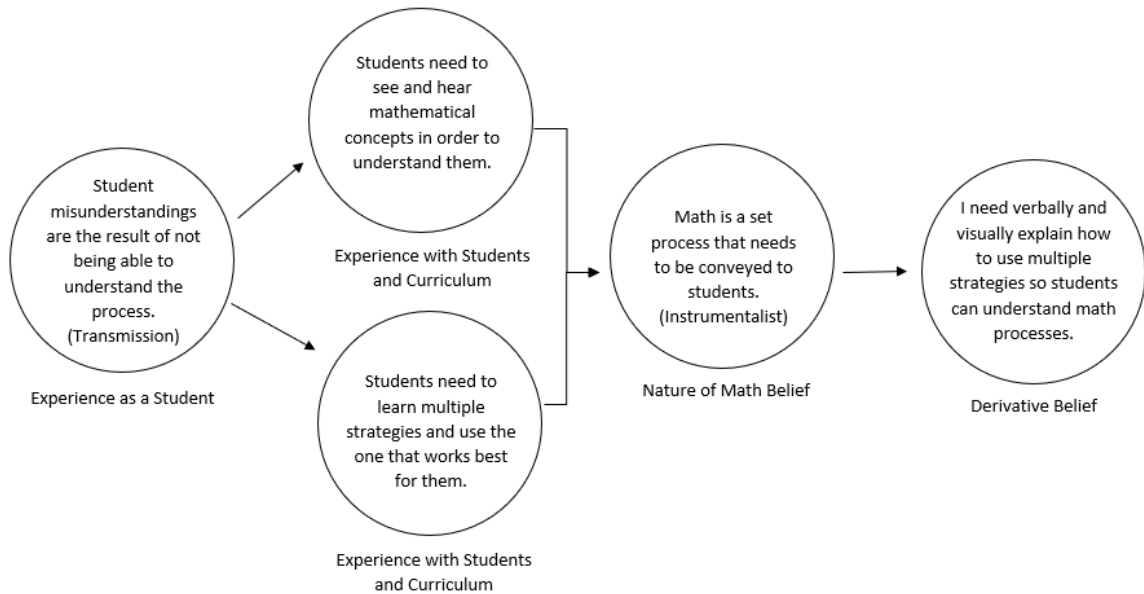 Student
misunderstandings
are the result of not
being able to
understand the
process.
(Transmission)
Experience as a Student
Students need to
see and hear
mathematical
concepts in order to
understand them.
Experience with Students
and Curriculum
Students need to
learn multiple
strategies and use the
one that works best
for them.
Experience with Students
and Curriculum
Math is a set
process that needs
to be conveyed to
students.
(Instrumentalist)
Nature of Math Belief
I need verbally and
visually explain how
to use multiple
strategies so students
can understand math
processes.
Derivative Belief